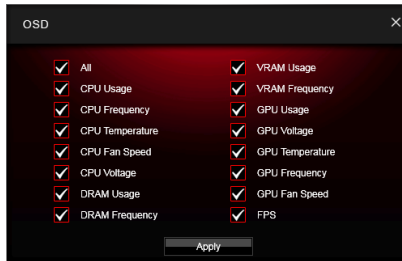 OSD
All
CPU Usage
CPU Frequency
CPU Temperature
CPU Fan Speed
CPU Voltage
DRAM Usage
DRAM Frequency
VRAM Usage
VRAM Frequency
GPU Usage
GPU Voltage
GPU Temperature
GPU Frequency
GPU Fan Speed
FPS
Apply